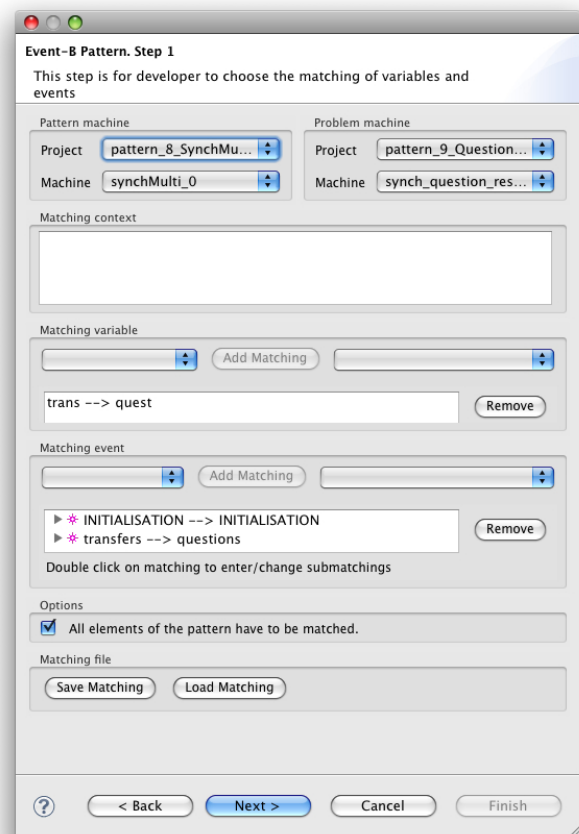 Event-B Pattern. Step 1
This step is for developer to choose the matching of variables and
events
Pattern machine
Problem machine
Project pattern_8_SynchMu...
Project pattern_9_Question...
Machine synchMulti_0
Machine synch_question_res...
Matching context
Matching variable
Add Matching
trans --> quest
Remove
Matching event
Add Matching
INITIALISATION --> INITIALISATION
transfers --> questions
Remove
Double click on matching to enter/change submatchings
Options
All elements of the pattern have to be matched.
Matching file
Save Matching Load Matching
? < Back Next > Cancel Finish